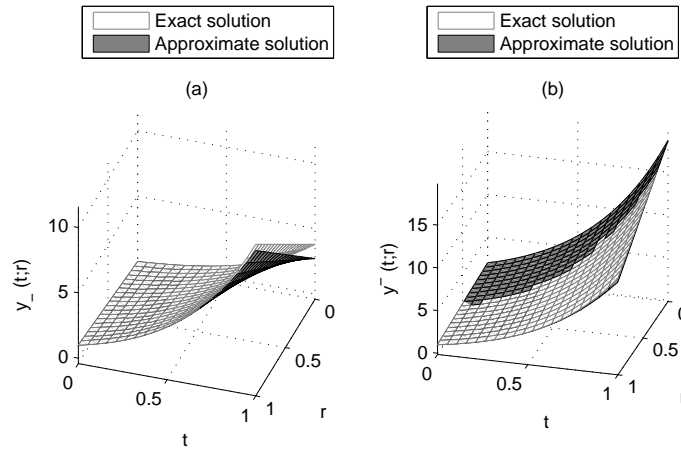 Exact solution
Approximate solution
(a)
10
5
0
y_ (t;r)
0
0.5
1
t
0
0.5
1
r
Exact solution
Approximate solution
(b)
15
10
5
0
y¯ (t;r)
0
0.5
1
t
0.5
1